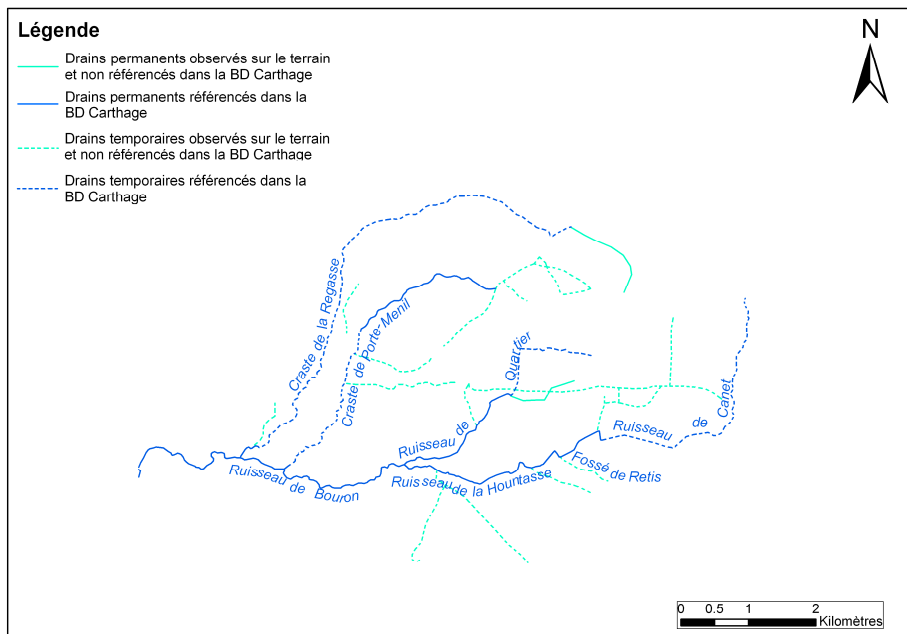 Légende
Drains permanents observés sur le terrain
et non référencés dans la BD Carthage
Drains permanents référencés dans la
BD Carthage
Drains temporaires observés sur le terrain
et non référencés dans la BD Carthage
Drains temporaires référencés dans la
BD Carthage
N
Craste de la Regasse
Craste de Porte-Menil
Ruisseau de Quartier
Ruisseau de Canet
Ruisseau de Bouron
Ruisseau de la Hountasse
Fossé de Retis
0 0.5 1 2
Kilomètres